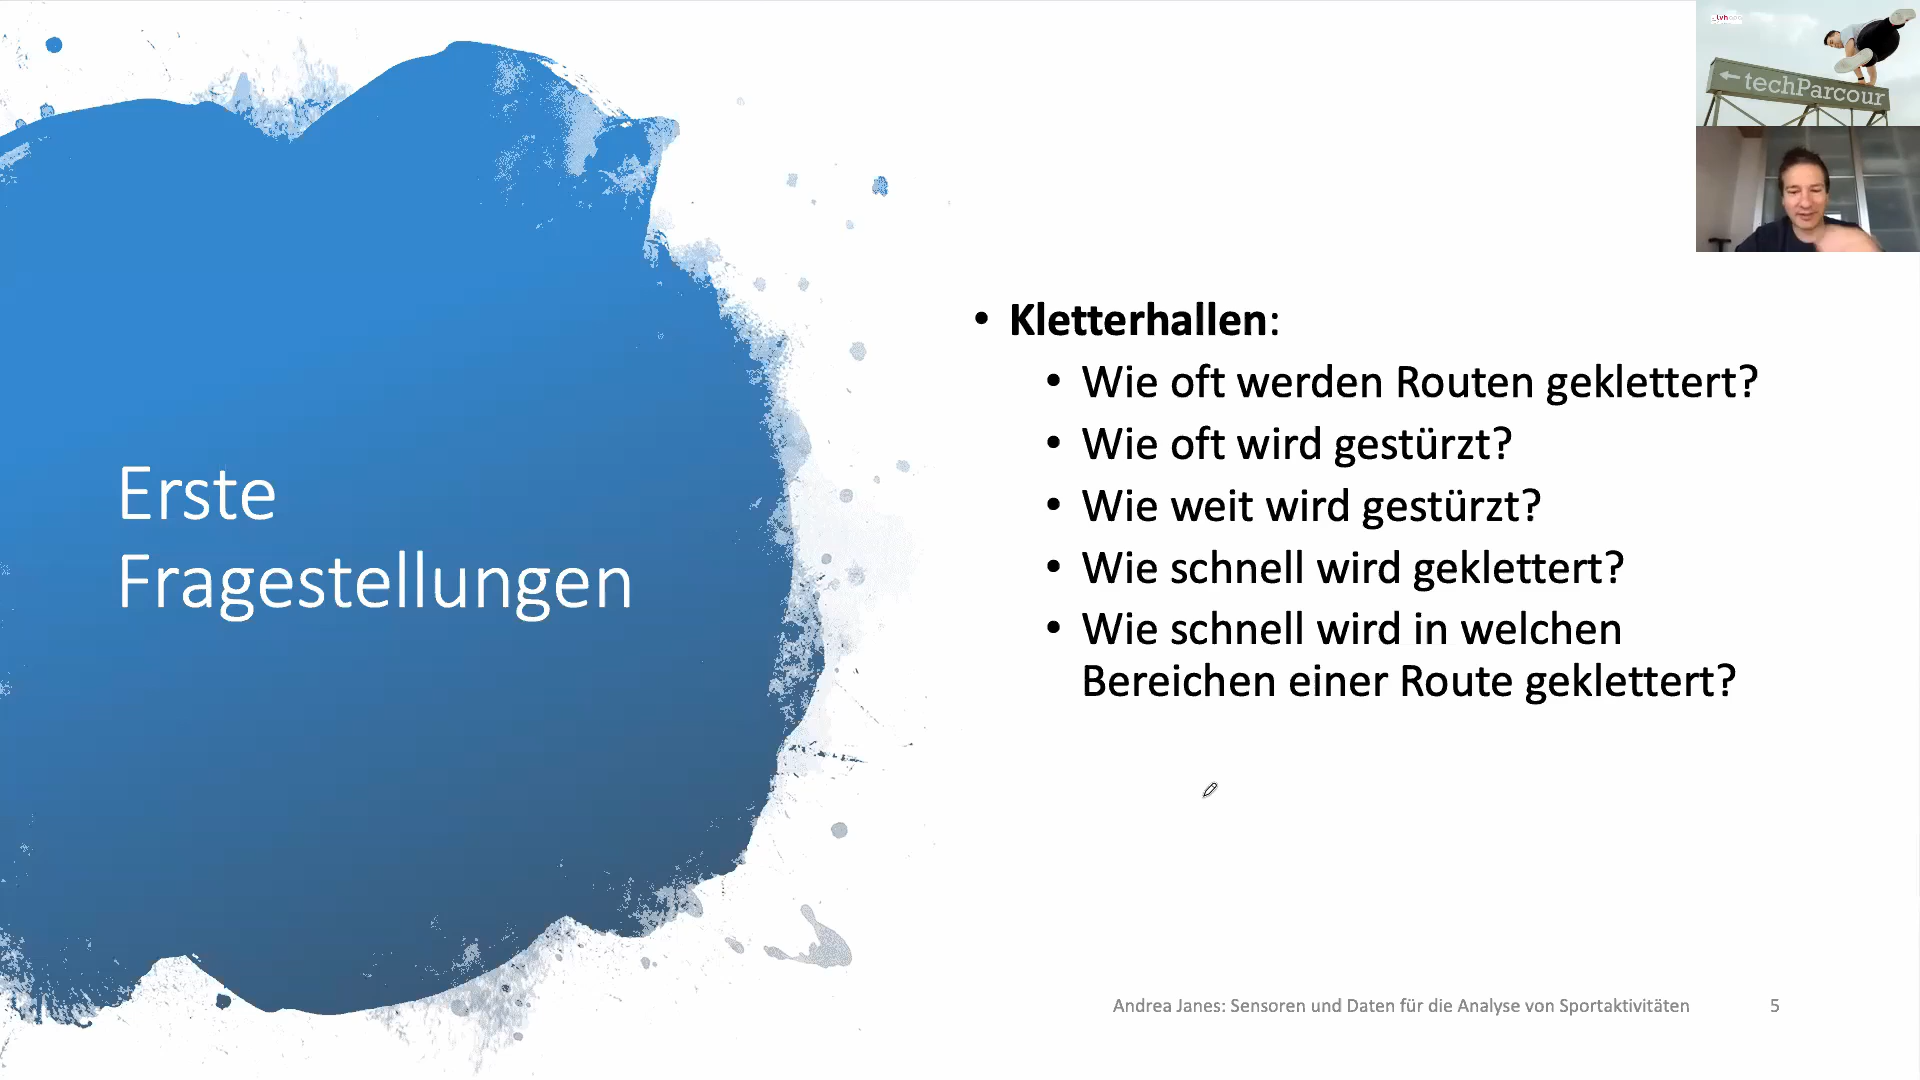 ← techParcour
Erste
Fragestellungen
• Kletterhallen:
• Wie oft werden Routen geklettert?
• Wie oft wird gestürzt?
• Wie weit wird gestürzt?
• Wie schnell wird geklettert?
• Wie schnell wird in welchen
Bereichen einer Route geklettert?
Andrea Janes: Sensoren und Daten für die Analyse von Sportaktivitäten 5